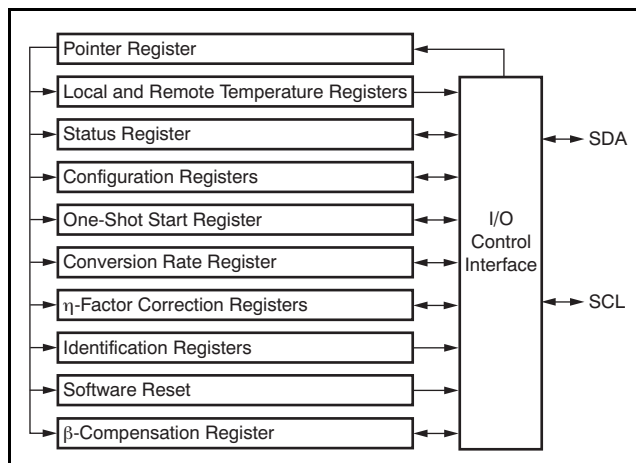 Pointer Register
Local and Remote Temperature Registers
Status Register
Configuration Registers
One-Shot Start Register
Conversion Rate Register
η-Factor Correction Registers
Identification Registers
Software Reset
β-Compensation Register
I/O
Control
Interface
SDA
SCL